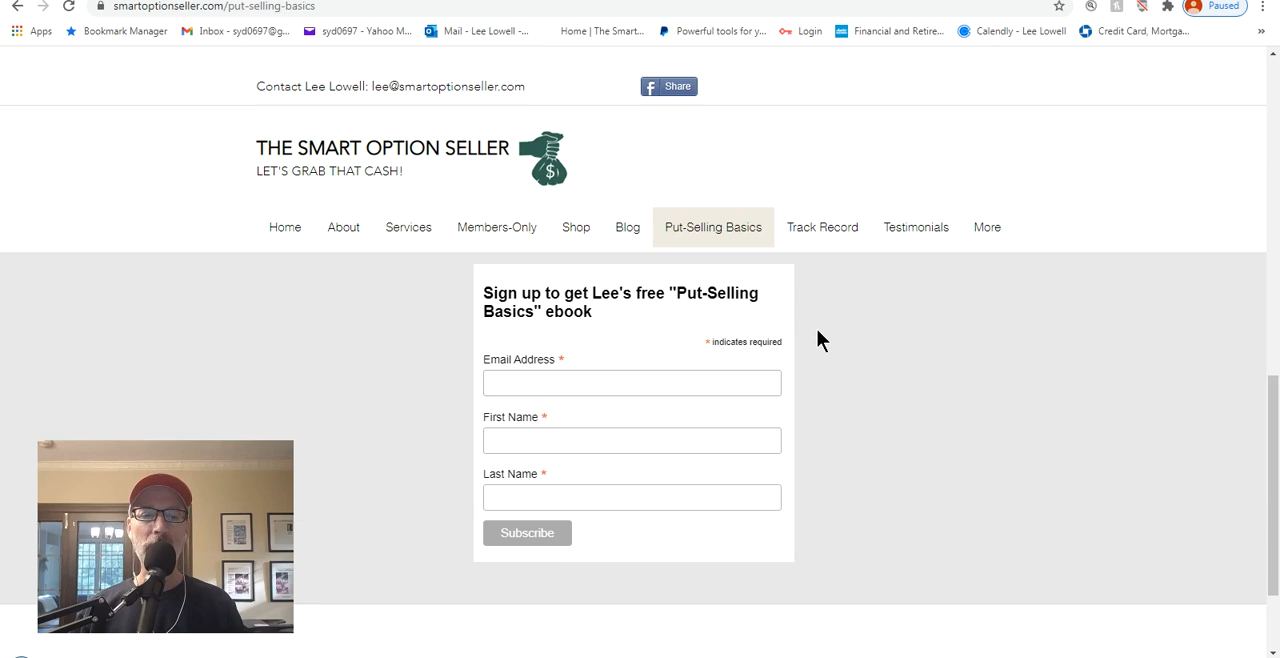 smartoptionseller.com/put-selling-basics
Paused
Apps
Bookmark Manager
Inbox - syd0697@g...
syd0697 - Yahoo M...
Mail - Lee Lowell -...
Home | The Smart...
Powerful tools for y...
Login
Financial and Retire...
Calendly - Lee Lowell
Credit Card, Mortga...
»
Contact Lee Lowell: lee@smartoptionseller.com
f Share
THE SMART OPTION SELLER
LET'S GRAB THAT CASH!
$
Home
About
Services
Members-Only
Shop
Blog
Put-Selling Basics
Track Record
Testimonials
More
Sign up to get Lee's free "Put-Selling
Basics" ebook
* indicates required
Email Address *
First Name *
Last Name *
Subscribe